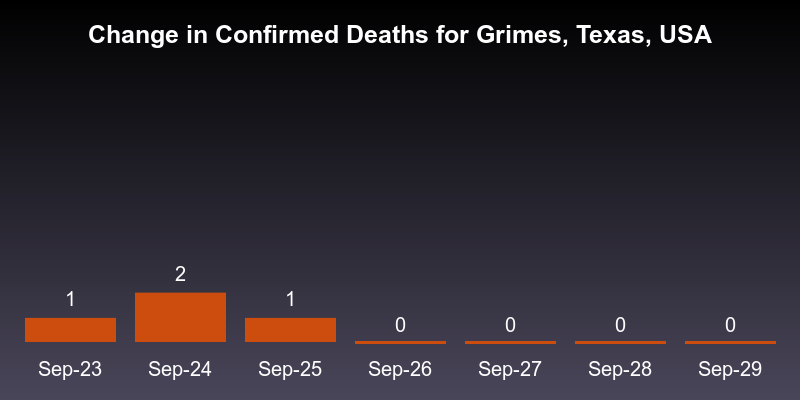 Change in Confirmed Deaths for Grimes, Texas, USA
2
1 1
0 0 0 0
Sep-23 Sep-24 Sep-25 Sep-26 Sep-27 Sep-28 Sep-29